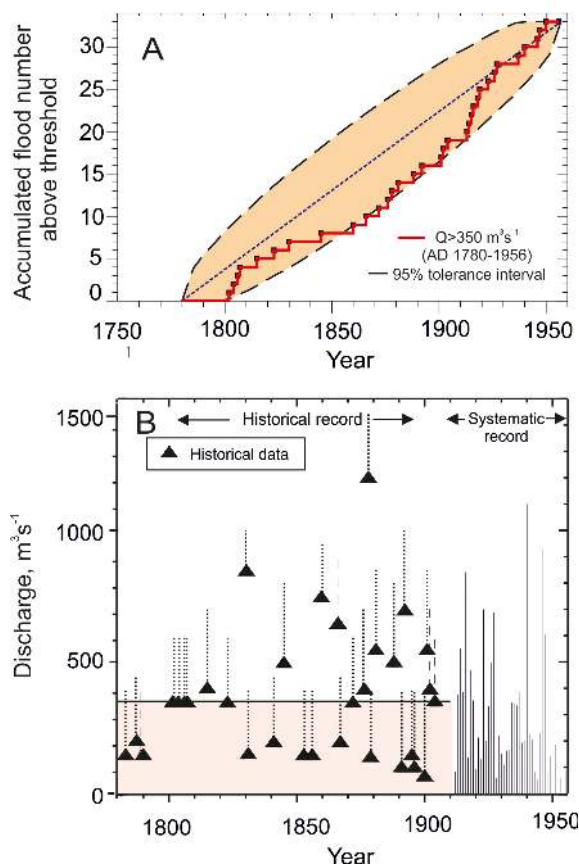 A
Accumulated flood number
above threshold
30
25
20
15
10
5
0
Q>350 m³s⁻¹
(AD 1780-1956)
95% tolerance interval
1750
1800
1850
1900
1950
1
Year
B
Historical record
Systematic
record
Historical data
Discharge, m³s⁻¹
1500
1000
500
0
1800
1850
1900
1950
Year